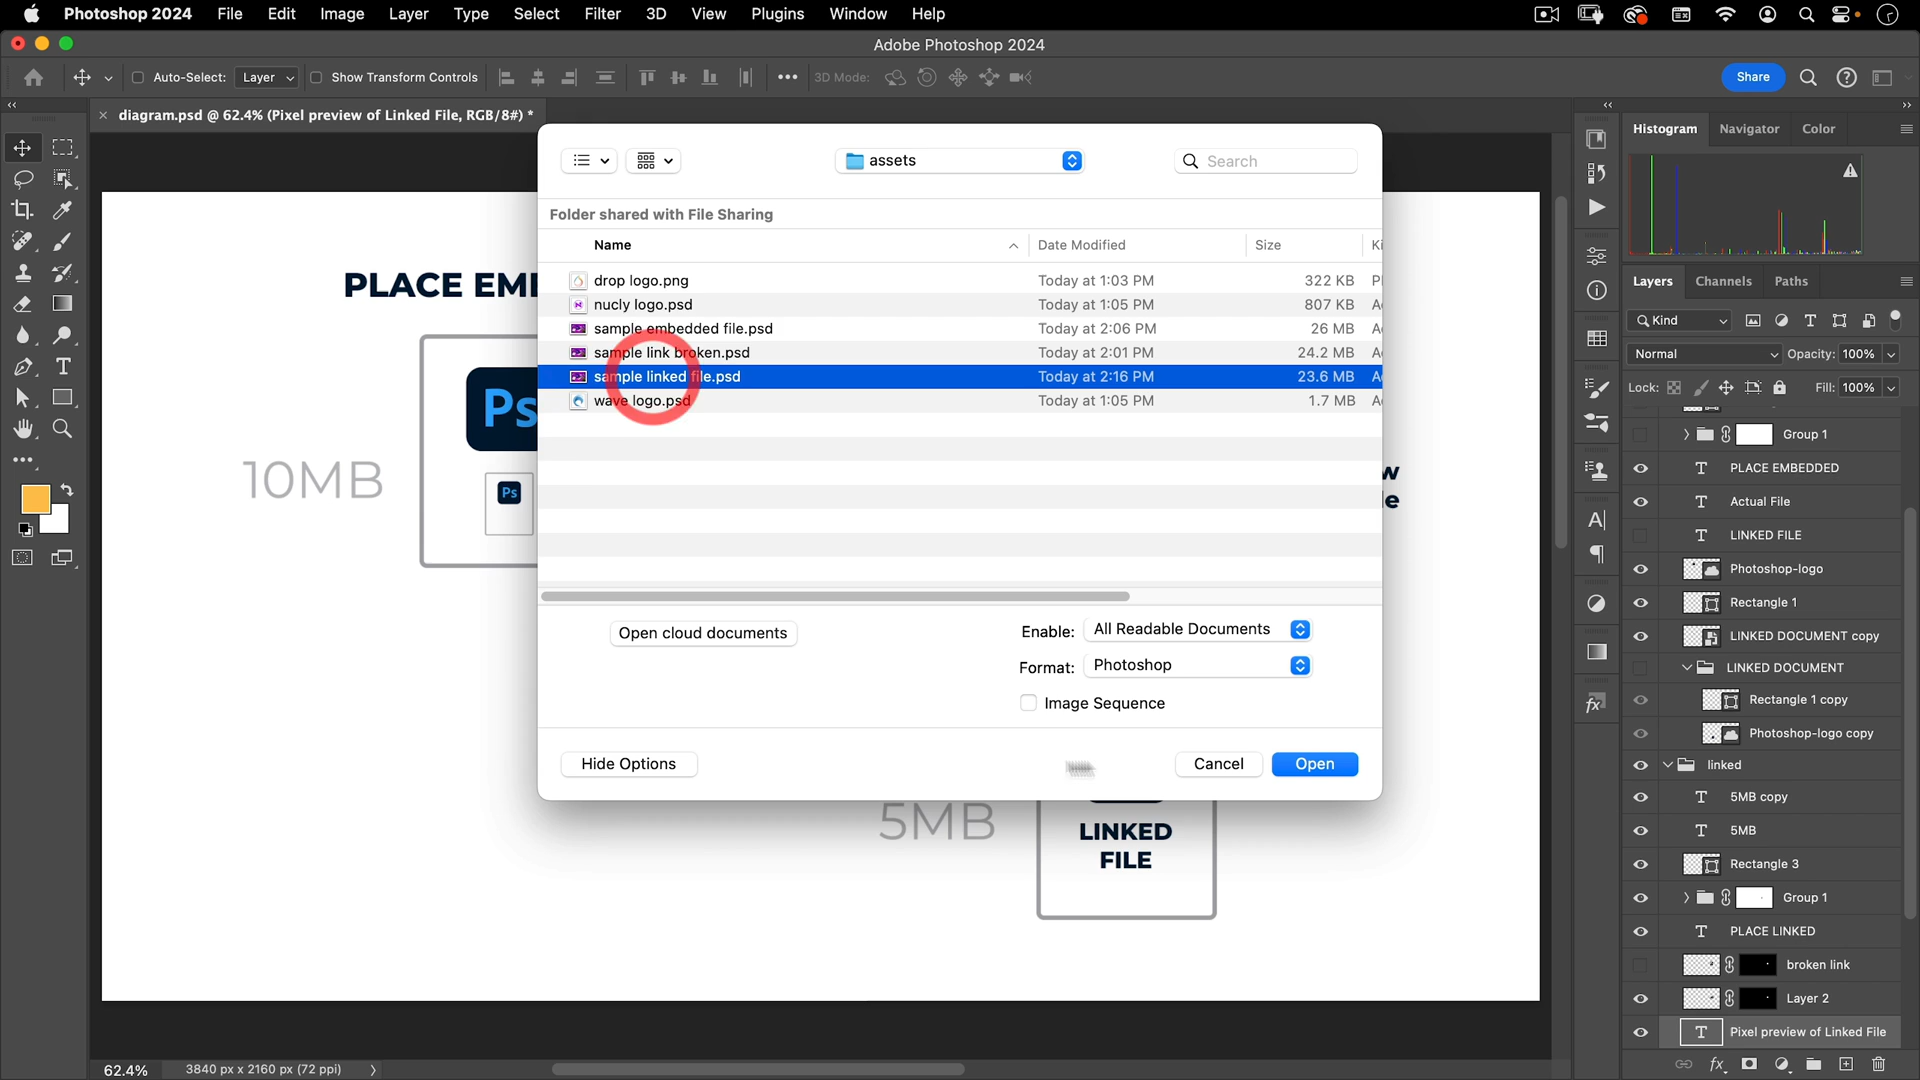 Photoshop 2024 File Edit Image Layer Type Select Filter 3D View Plugins Window Help
Adobe Photoshop 2024
Auto-Select: Layer Show Transform Controls 3D Mode: Share
diagram.psd @ 62.4% (Pixel preview of Linked File, RGB/8#) *
PLACE EM
10MB
Ps
Ps
w
le
5MB
LINKED
FILE
assets
Search
Folder shared with File Sharing
Name Date Modified Size Ki
drop logo.png Today at 1:03 PM 322 KB
nucly logo.psd Today at 1:05 PM 807 KB
sample embedded file.psd Today at 2:06 PM 26 MB
sample link broken.psd Today at 2:01 PM 24.2 MB
sample linked file.psd Today at 2:16 PM 23.6 MB
wave logo.psd Today at 1:05 PM 1.7 MB
Open cloud documents
Enable: All Readable Documents
Format: Photoshop
Image Sequence
Hide Options Cancel Open
Histogram Navigator Color
Layers Channels Paths
Kind
Normal Opacity: 100%
Lock: Fill: 100%
Group 1
PLACE EMBEDDED
Actual File
LINKED FILE
Photoshop-logo
Rectangle 1
LINKED DOCUMENT copy
LINKED DOCUMENT
Rectangle 1 copy
Photoshop-logo copy
linked
5MB copy
5MB
Rectangle 3
Group 1
PLACE LINKED
broken link
Layer 2
Pixel preview of Linked File
62.4% 3840 px x 2160 px (72 ppi)